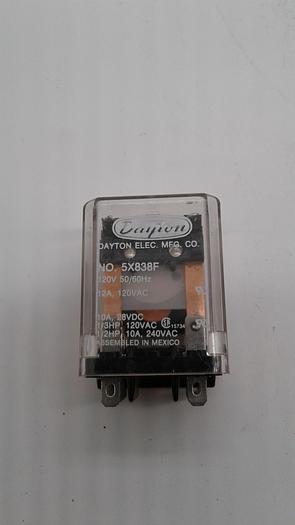 Dayton
DAYTON ELEC. MFG. CO.
NO. 5X838F
120V 50/60Hz
12A, 120VAC
10A, 28VDC
1/3HP, 120VAC 15734
1/2HP, 10A, 240VAC
ASSEMBLED IN MEXICO